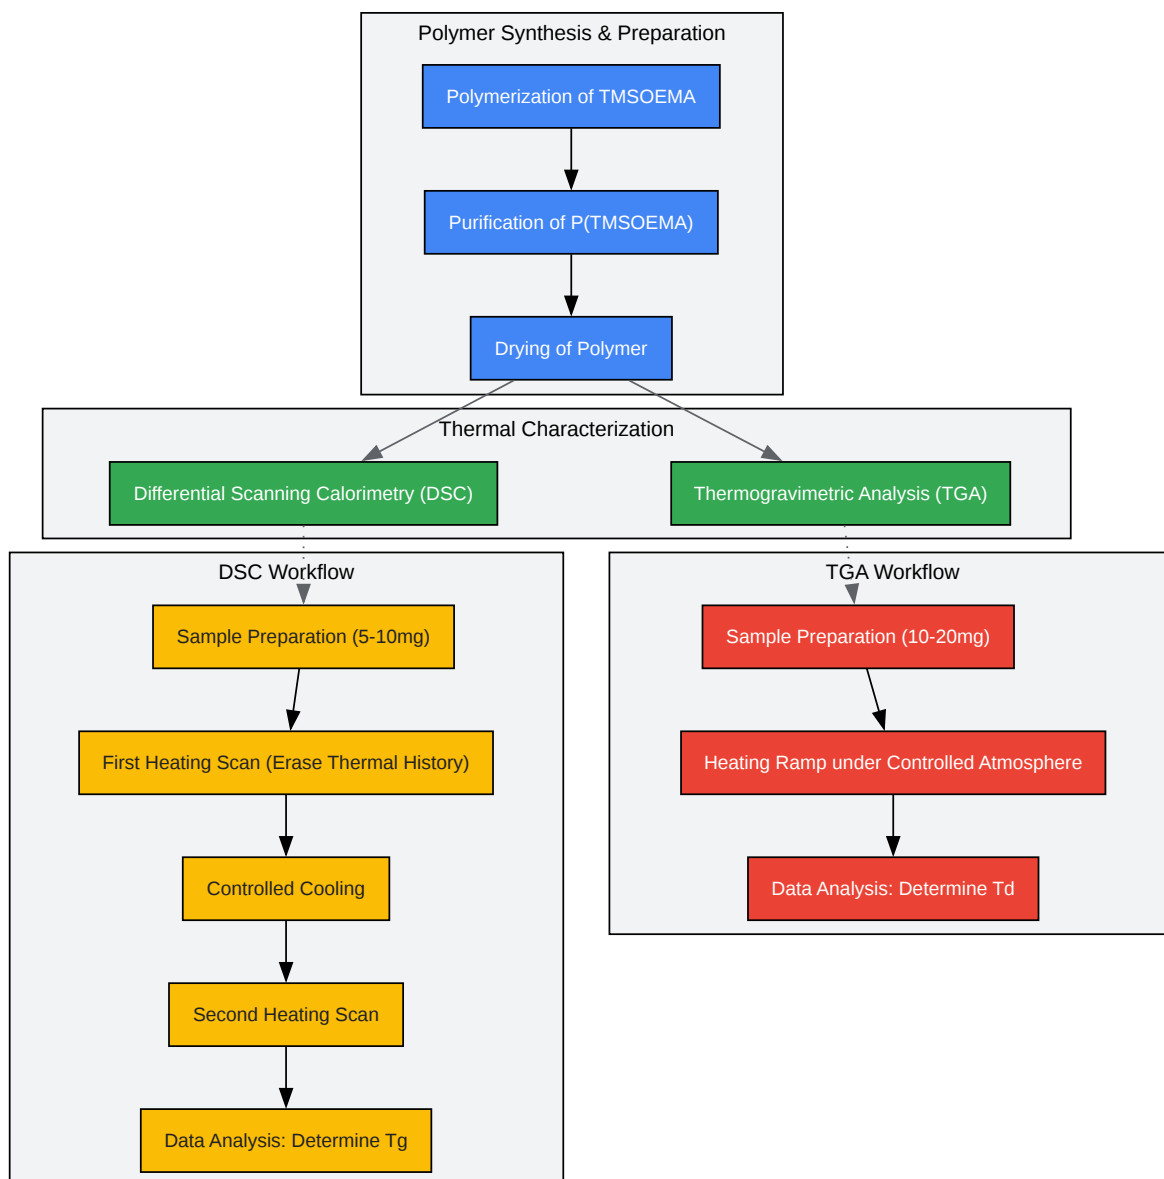 Polymer Synthesis & Preparation
Polymerization of TMSOEMA
Purification of P(TMSOEMA)
Drying of Polymer
Thermal Characterization
Differential Scanning Calorimetry (DSC)
Thermogravimetric Analysis (TGA)
DSC Workflow
Sample Preparation (5-10mg)
First Heating Scan (Erase Thermal History)
Controlled Cooling
Second Heating Scan
Data Analysis: Determine Tg
TGA Workflow
Sample Preparation (10-20mg)
Heating Ramp under Controlled Atmosphere
Data Analysis: Determine Td